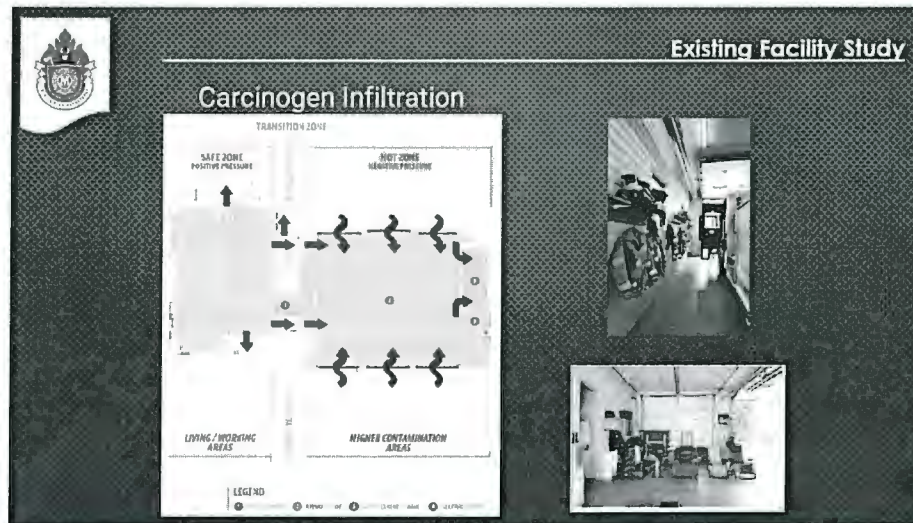 Existing Facility Study
Carcinogen Infiltration
TRANSITION ZONE
SAFE ZONE
POSITIVE PRESSURE
HOT ZONE
NEGATIVE PRESSURE
LIVING / WORKING
AREAS
HIGHER CONTAMINATION
AREAS
LEGEND